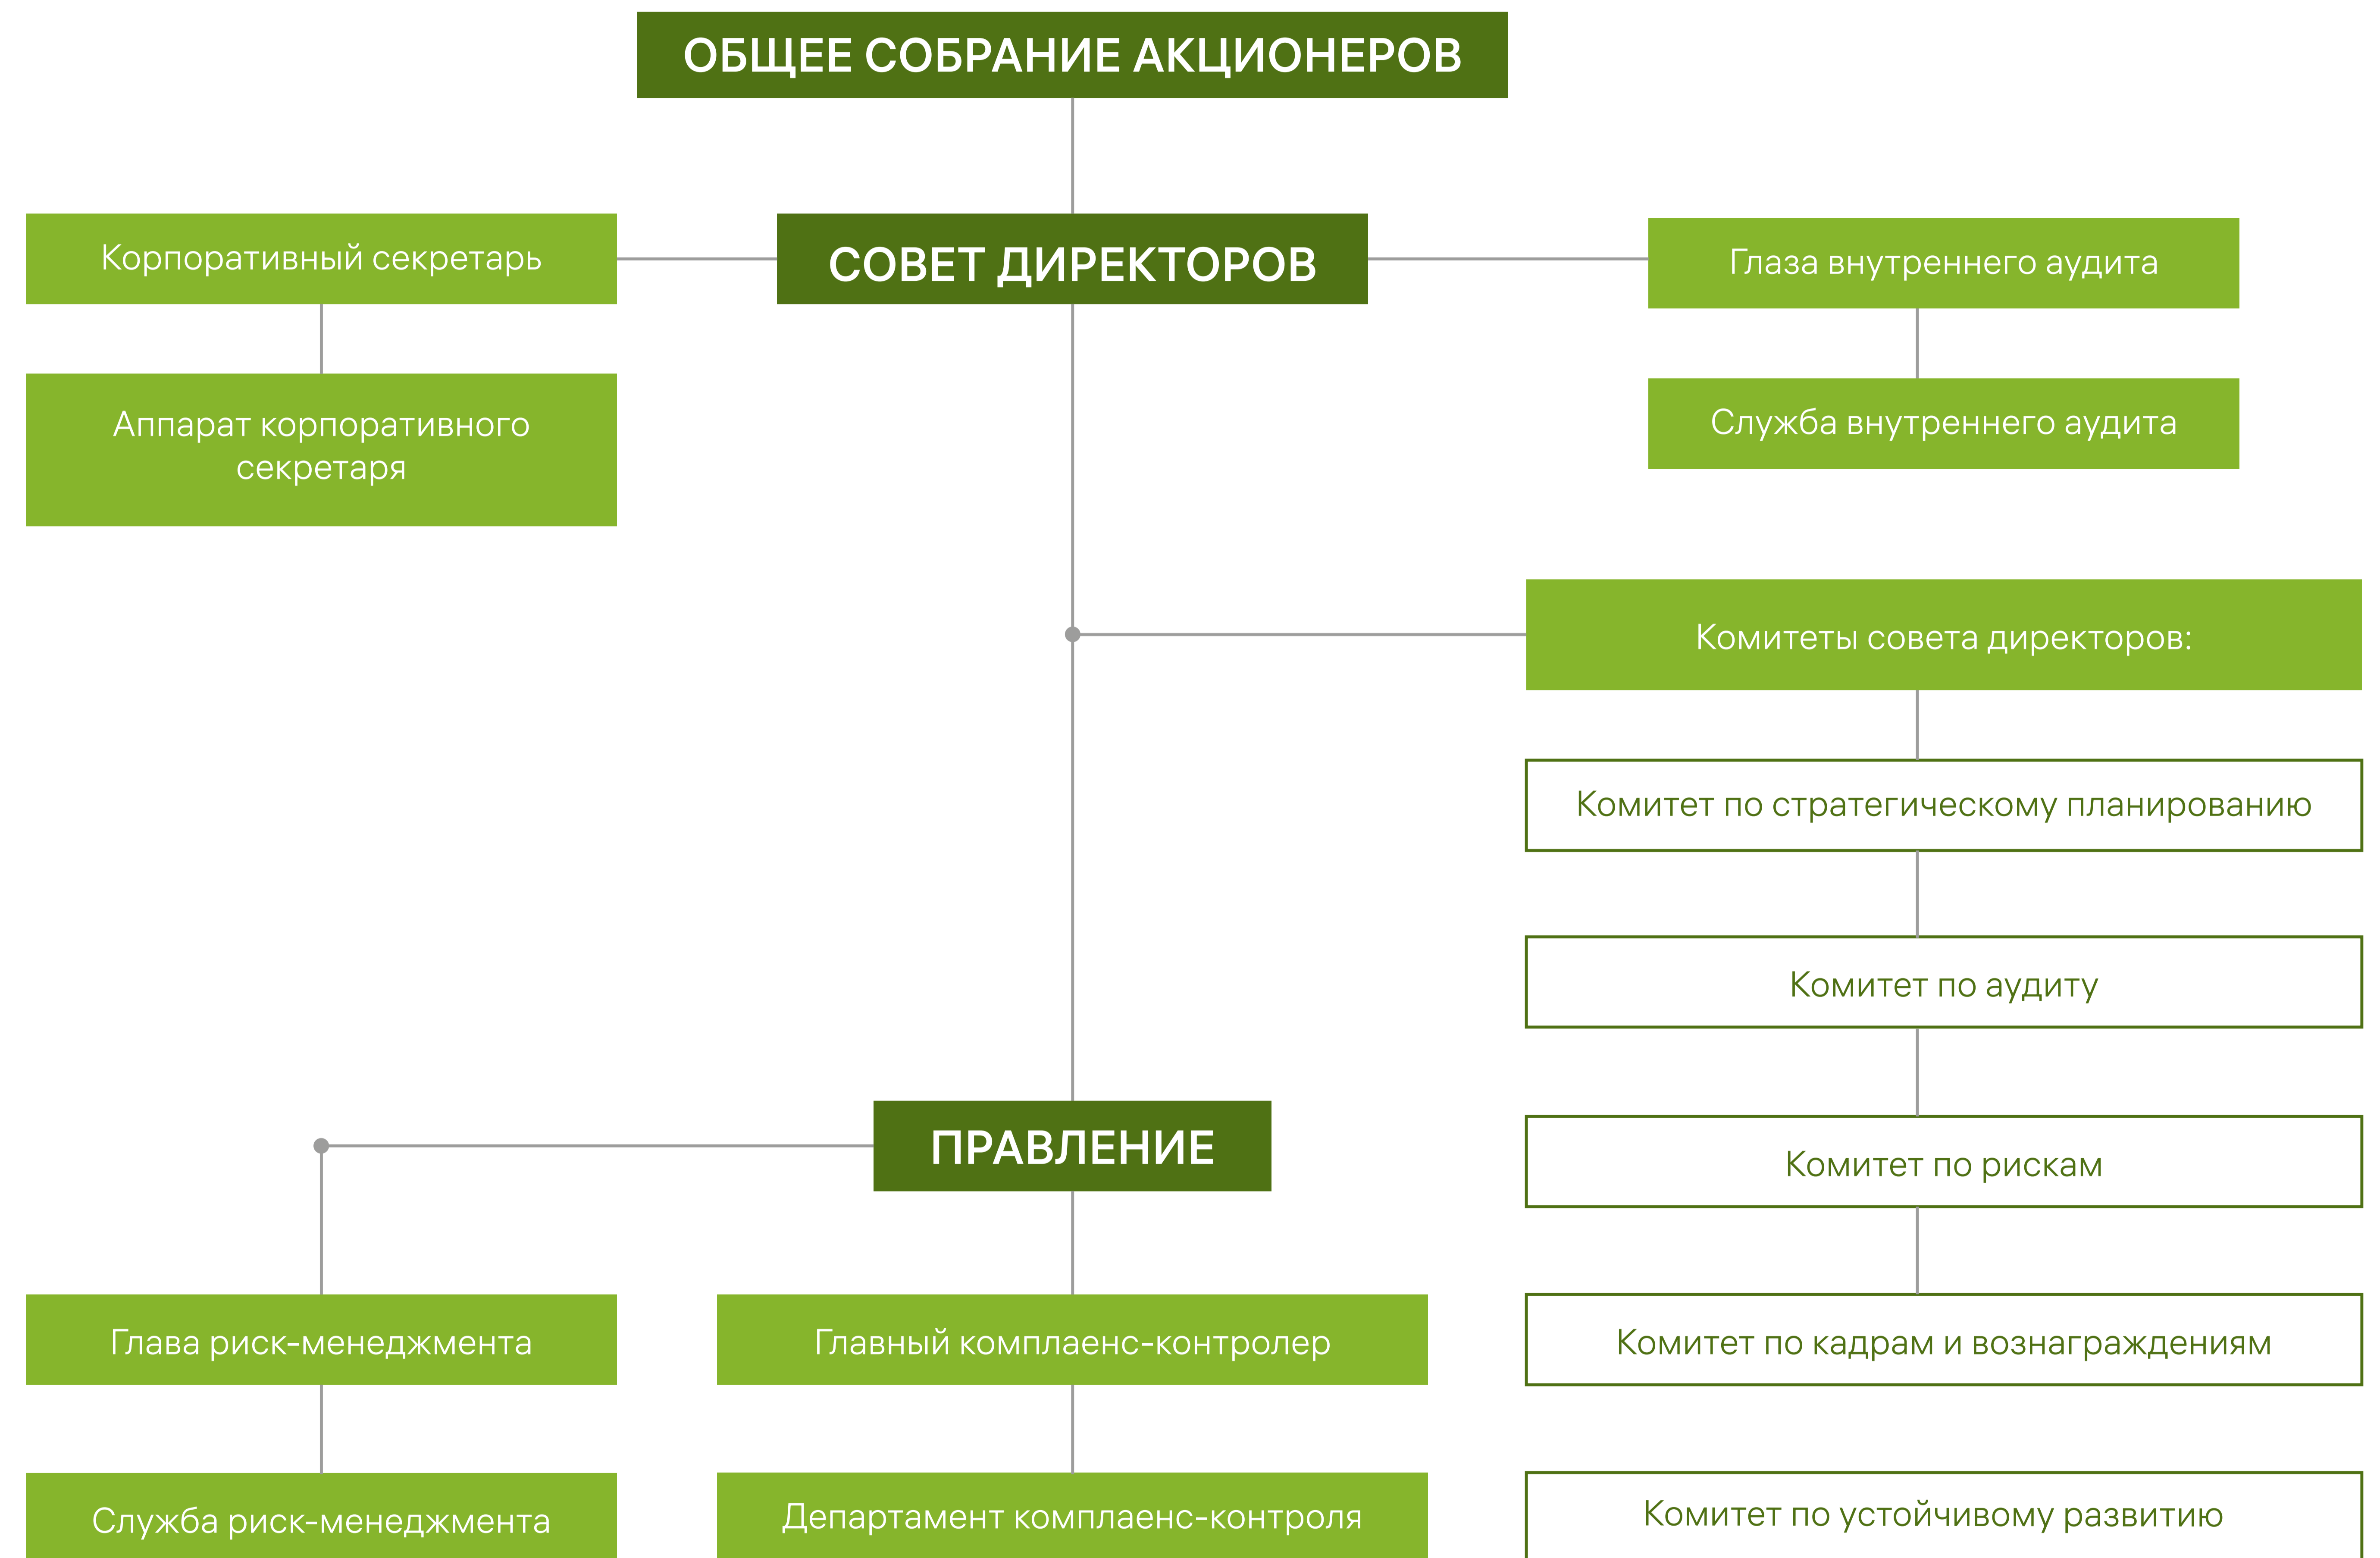 ОБЩЕЕ СОБРАНИЕ АКЦИОНЕРОВ
Корпоративный секретарь
СОВЕТ ДИРЕКТОРОВ
Глаза внутреннего аудита
Аппарат корпоративного
секретаря
Служба внутреннего аудита
Комитеты совета директоров:
Комитет по стратегическому планированию
Комитет по аудиту
ПРАВЛЕНИЕ
Комитет по рискам
Глава риск-менеджмента
Главный комплаенс-контролер
Комитет по кадрам и вознаграждениям
Служба риск-менеджмента
Департамент комплаенс-контроля
Комитет по устойчивому развитию